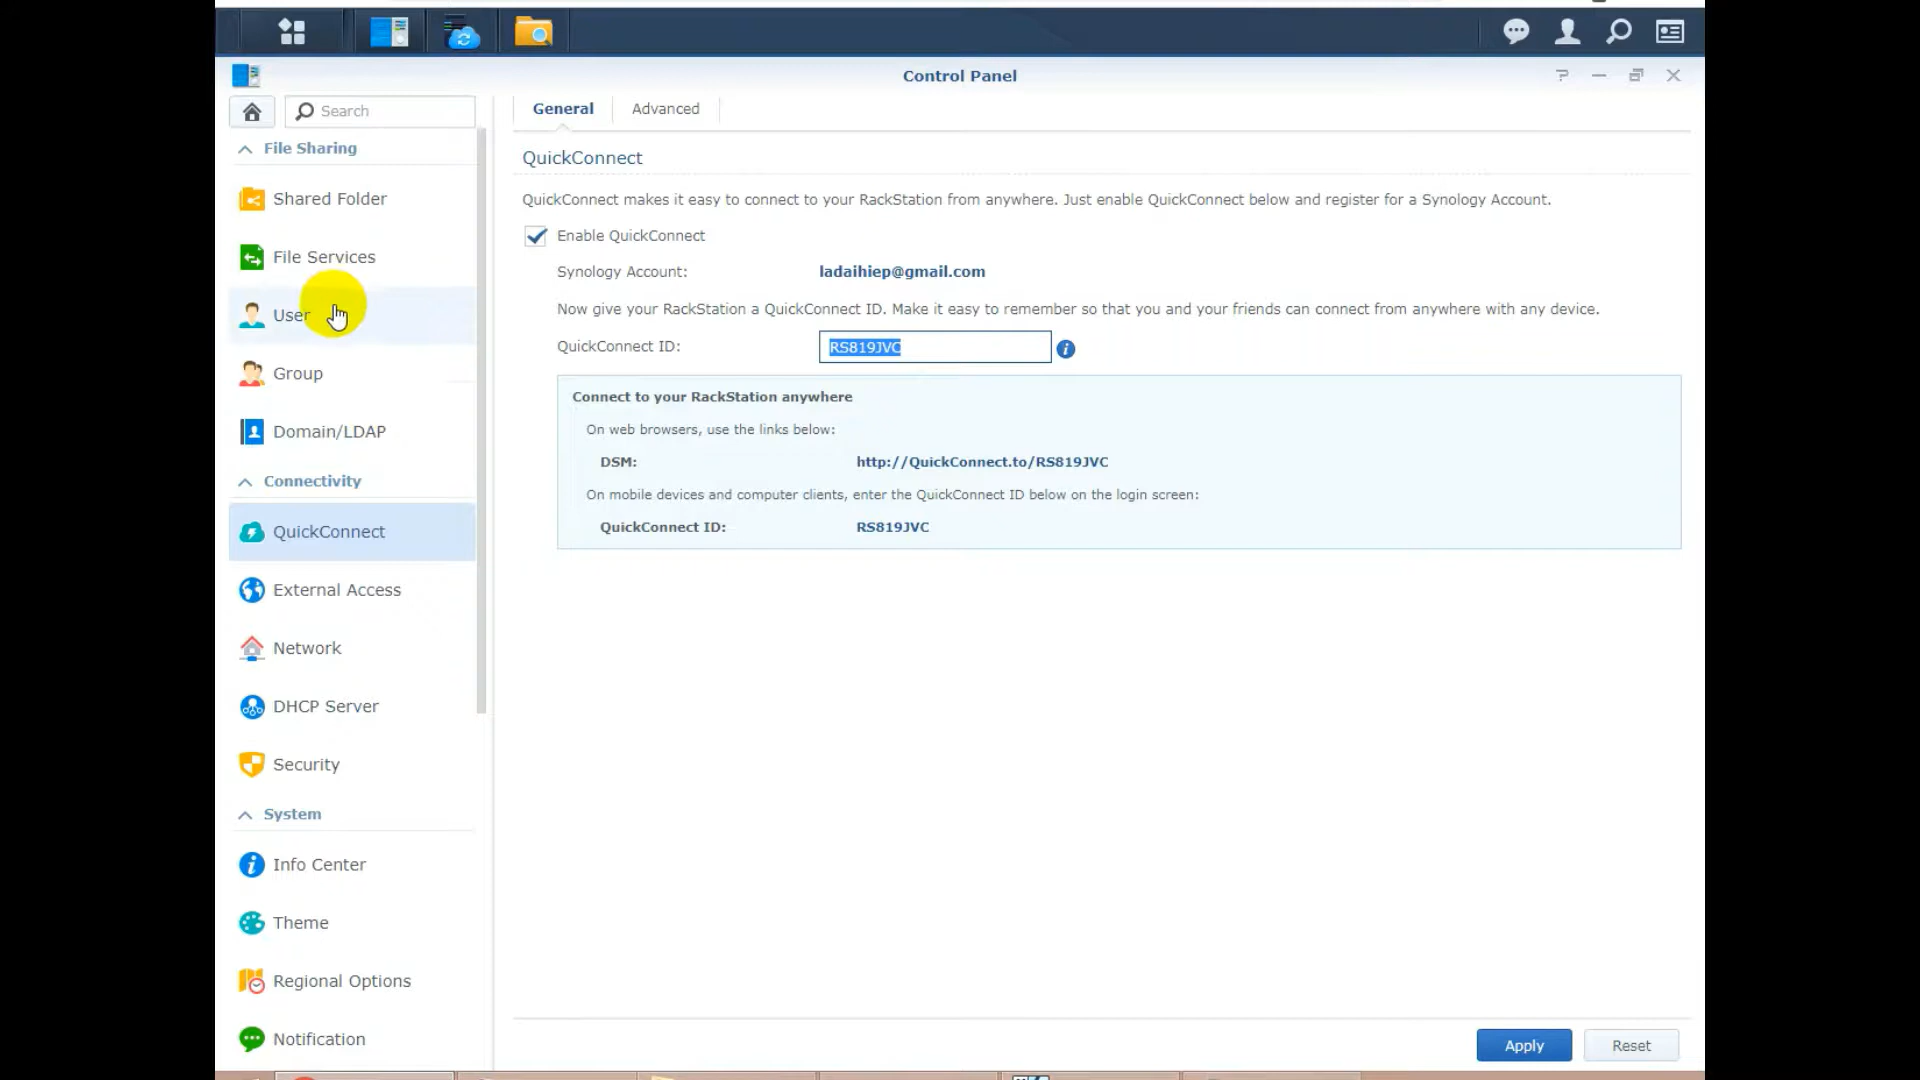 Control Panel
Search
File Sharing
Shared Folder
File Services
User
Group
Domain/LDAP
Connectivity
QuickConnect
External Access
Network
DHCP Server
Security
System
Info Center
Theme
Regional Options
Notification
General
Advanced
QuickConnect
QuickConnect makes it easy to connect to your RackStation from anywhere. Just enable QuickConnect below and register for a Synology Account.
Enable QuickConnect
Synology Account: ladaihiep@gmail.com
Now give your RackStation a QuickConnect ID. Make it easy to remember so that you and your friends can connect from anywhere with any device.
QuickConnect ID: RS819JVC
Connect to your RackStation anywhere
On web browsers, use the links below:
DSM: http://QuickConnect.to/RS819JVC
On mobile devices and computer clients, enter the QuickConnect ID below on the login screen:
QuickConnect ID: RS819JVC
Apply
Reset